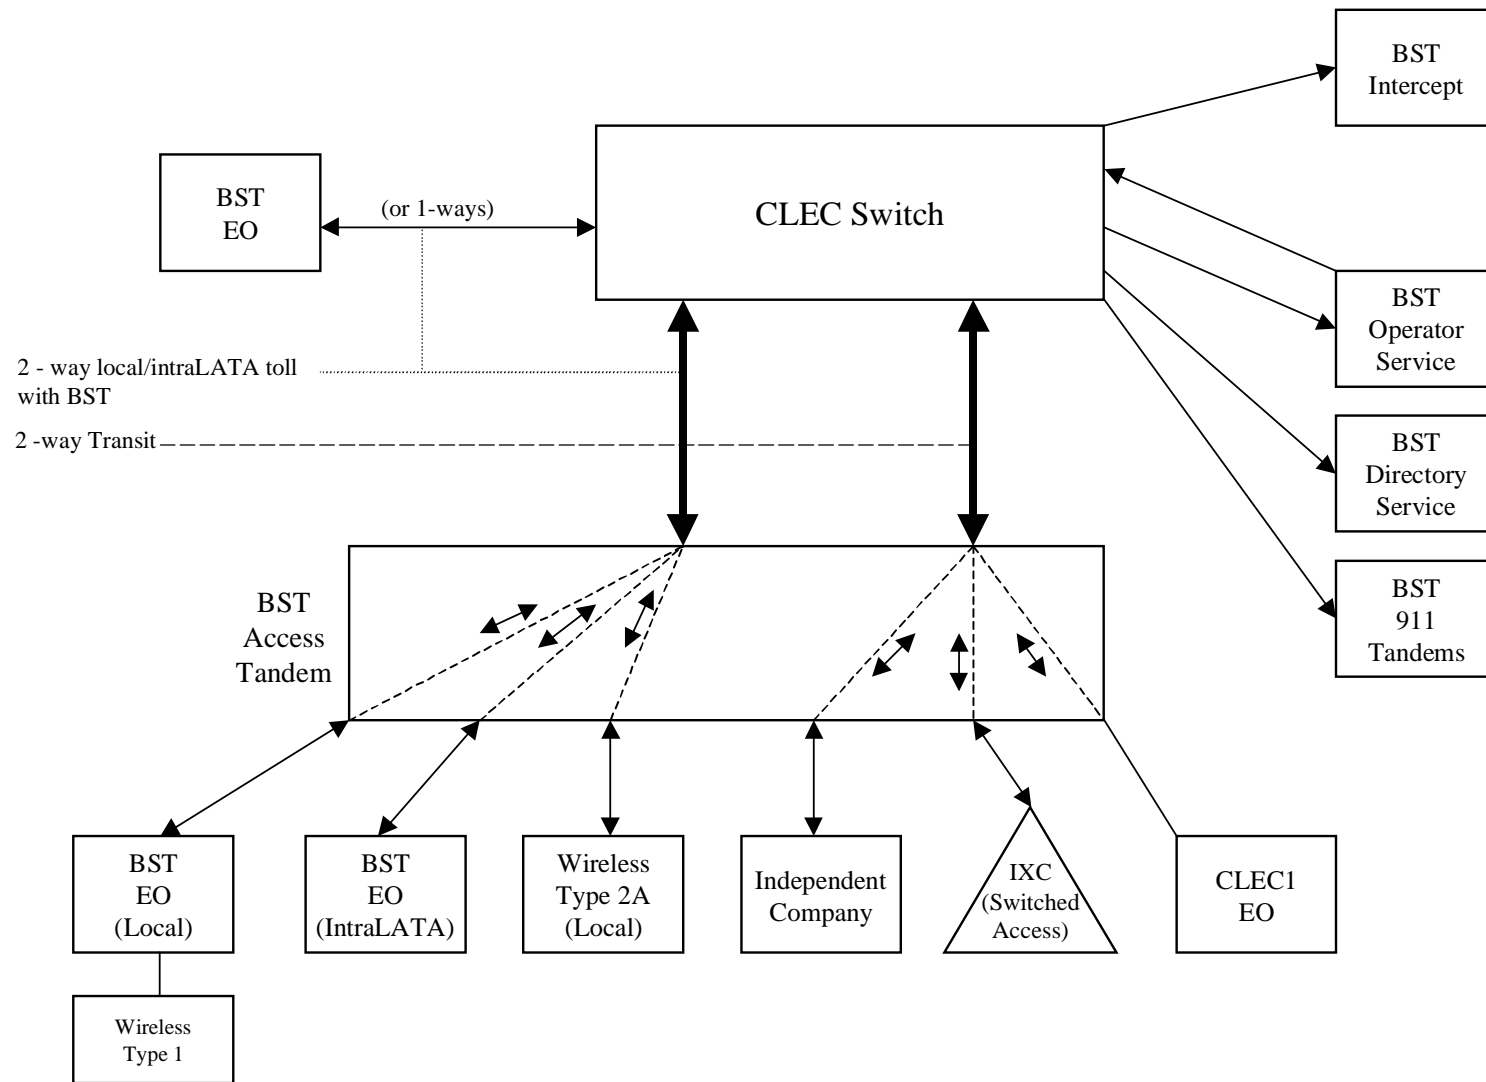 BST
Intercept
BST
EO
(or 1-ways)
CLEC Switch
BST
Operator
Service
2 - way local/intraLATA toll
with BST
2 -way Transit
BST
Directory
Service
BST
911
Tandems
BST
Access
Tandem
BST
EO
(Local)
BST
EO
(IntraLATA)
Wireless
Type 2A
(Local)
Independent
Company
IXC
(Switched
Access)
CLEC1
EO
Wireless
Type 1